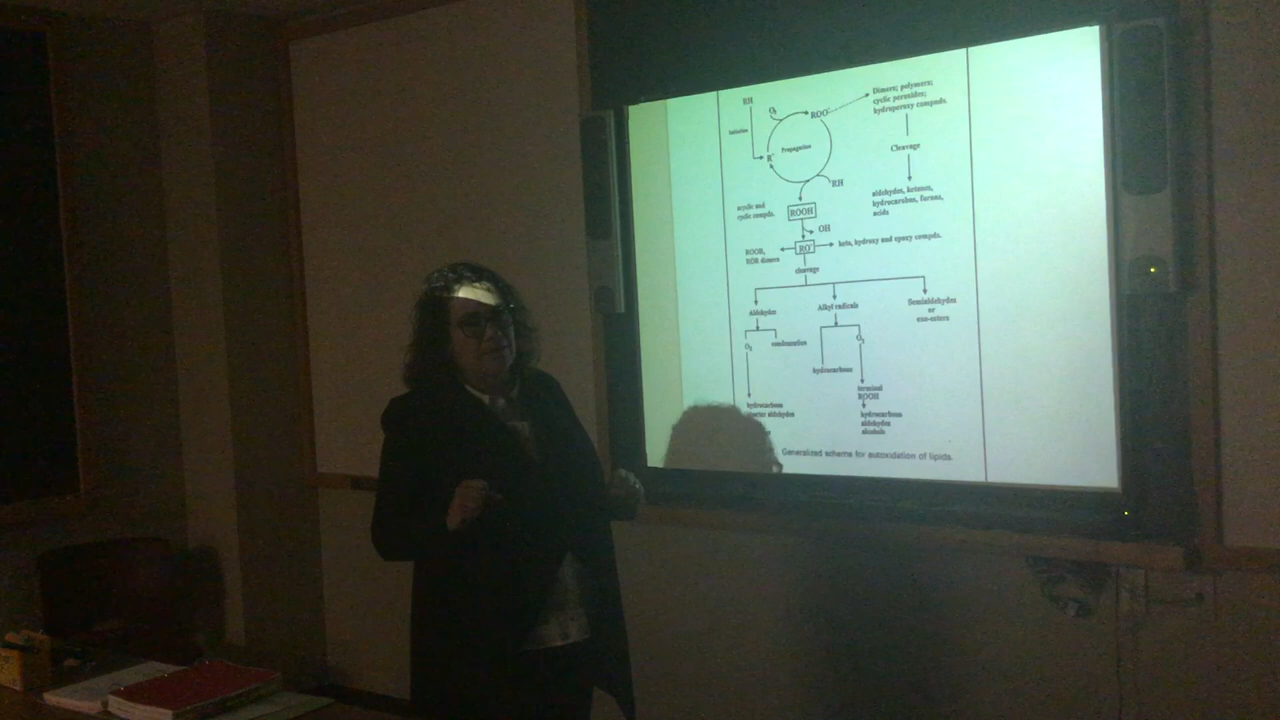 RH
O₂
ROO·
Dimers; polymers;
cyclic peroxides;
hydroperoxy compds.
Initiation
Propagation
R·
Cleavage
RH
aldehydes, ketones,
hydrocarbons, furans,
acids
acyclic and
cyclic compds.
ROOH
OH
ROOR,
ROR dimers
RO·
keto, hydroxy and epoxy compds.
cleavage
Aldehydes
Alkyl radicals
Semialdehydes
or
oxo-esters
O₂
condensation
O₂
hydrocarbons
terminal
ROOH
hydrocarbons
aldehydes
hydrocarbons
aldehydes
alcohols
Generalized scheme for autoxidation of lipids.